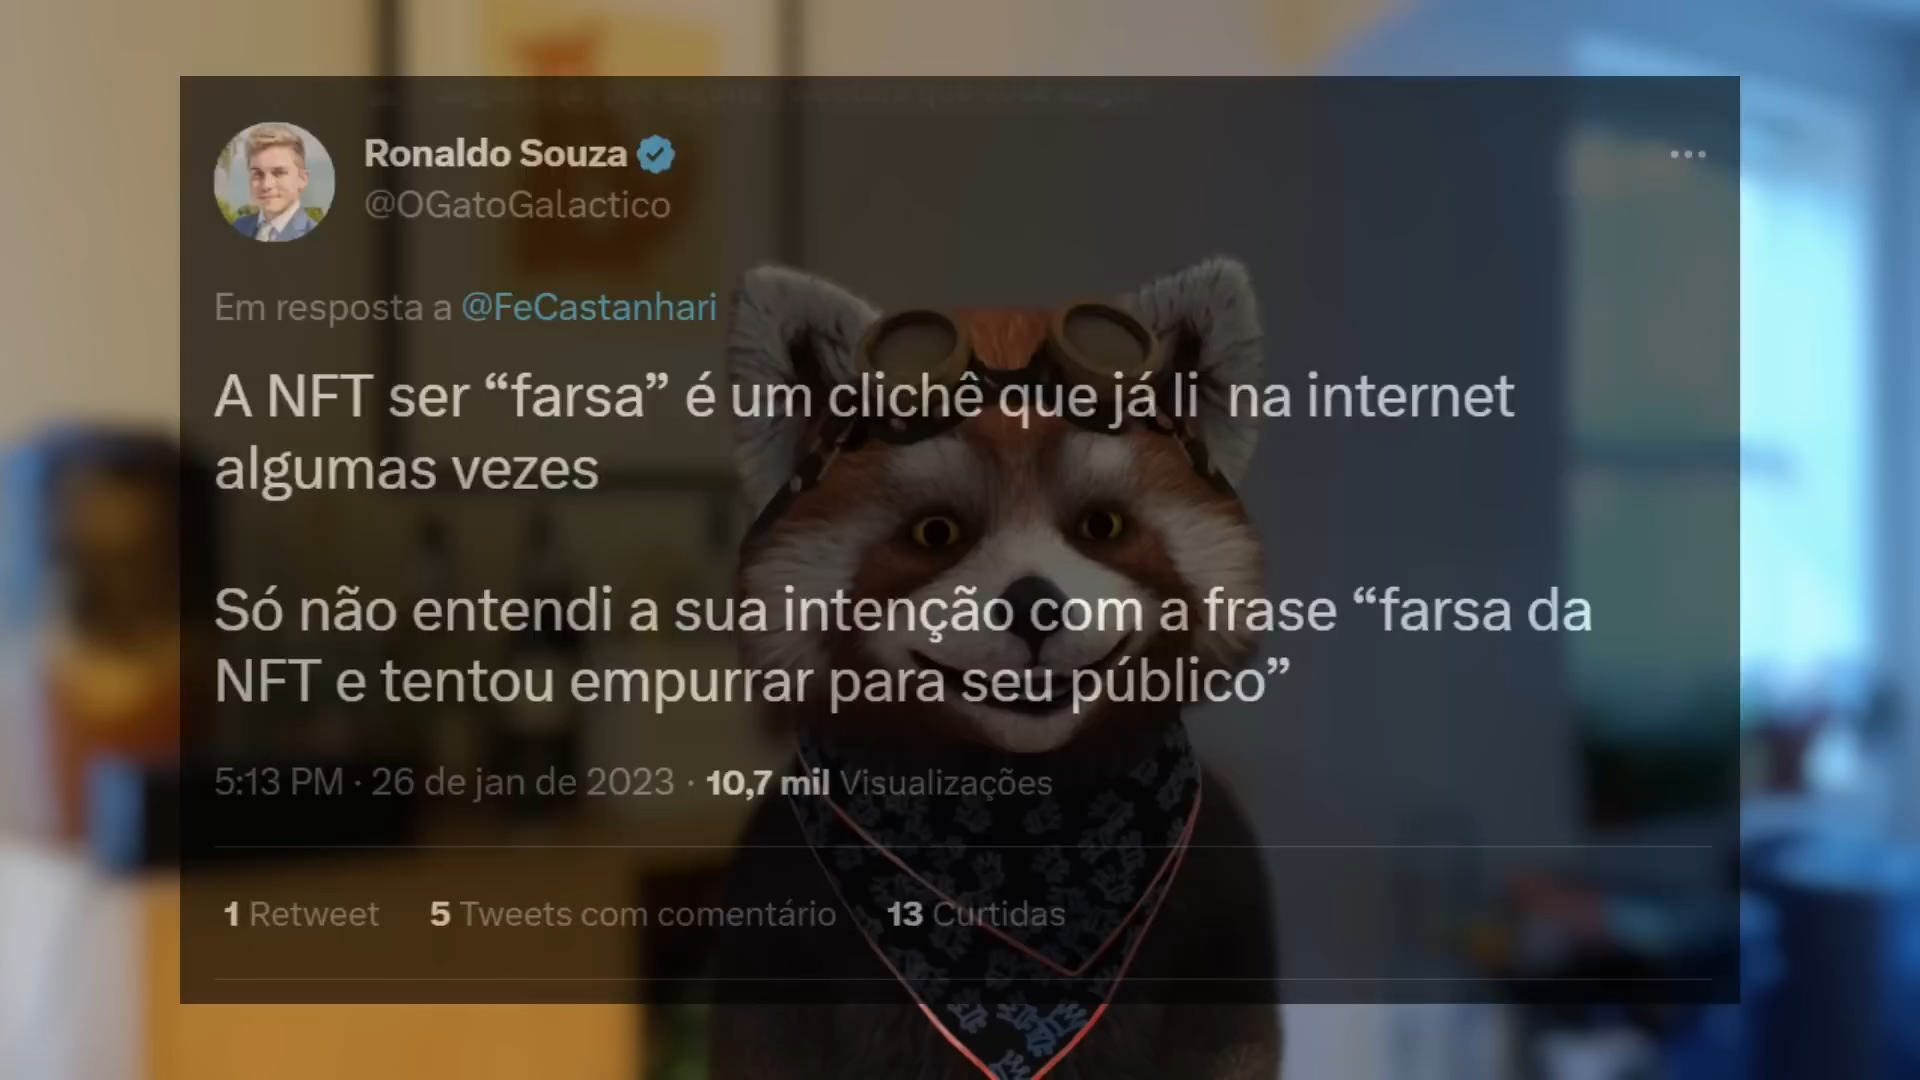 Ronaldo Souza
@OGatoGalactico
Em resposta a @FeCastanhari
A NFT ser “farsa” é um clichê que já li  na internet
algumas vezes
Só não entendi a sua intenção com a frase “farsa da
NFT e tentou empurrar para seu público”
5:13 PM · 26 de jan de 2023 · 10,7 mil Visualizações
1 Retweet 5 Tweets com comentário 13 Curtidas